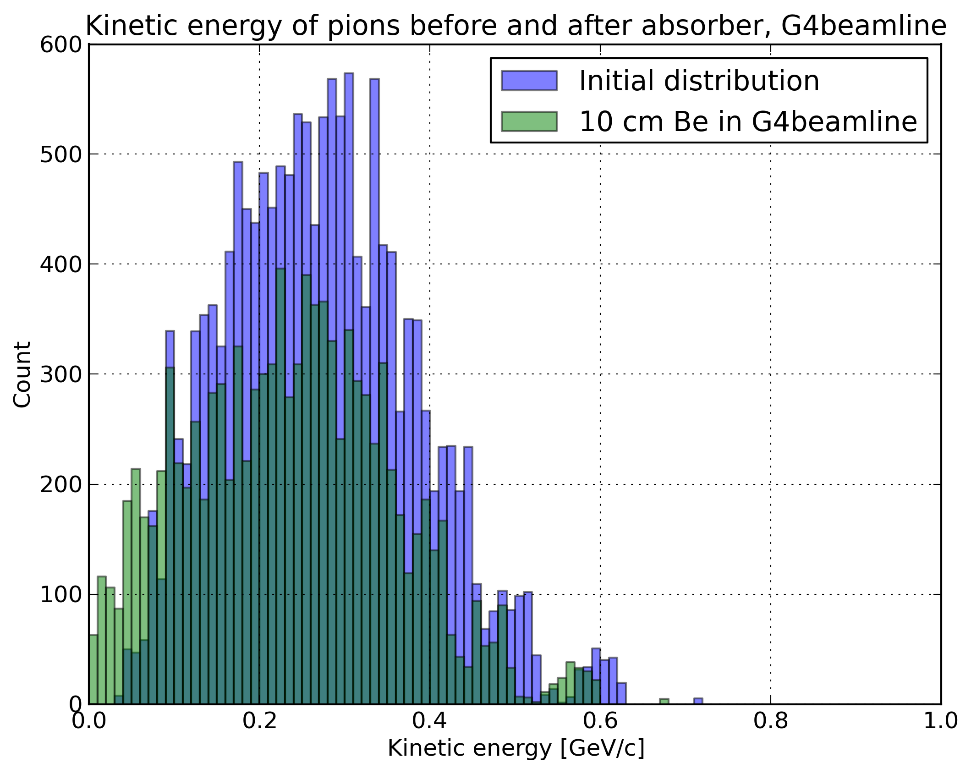 Kinetic energy of pions before and after absorber, G4beamline
Initial distribution
10 cm Be in G4beamline
600
500
400
300
200
100
0
Count
0.0 0.2 0.4 0.6 0.8 1.0
Kinetic energy [GeV/c]